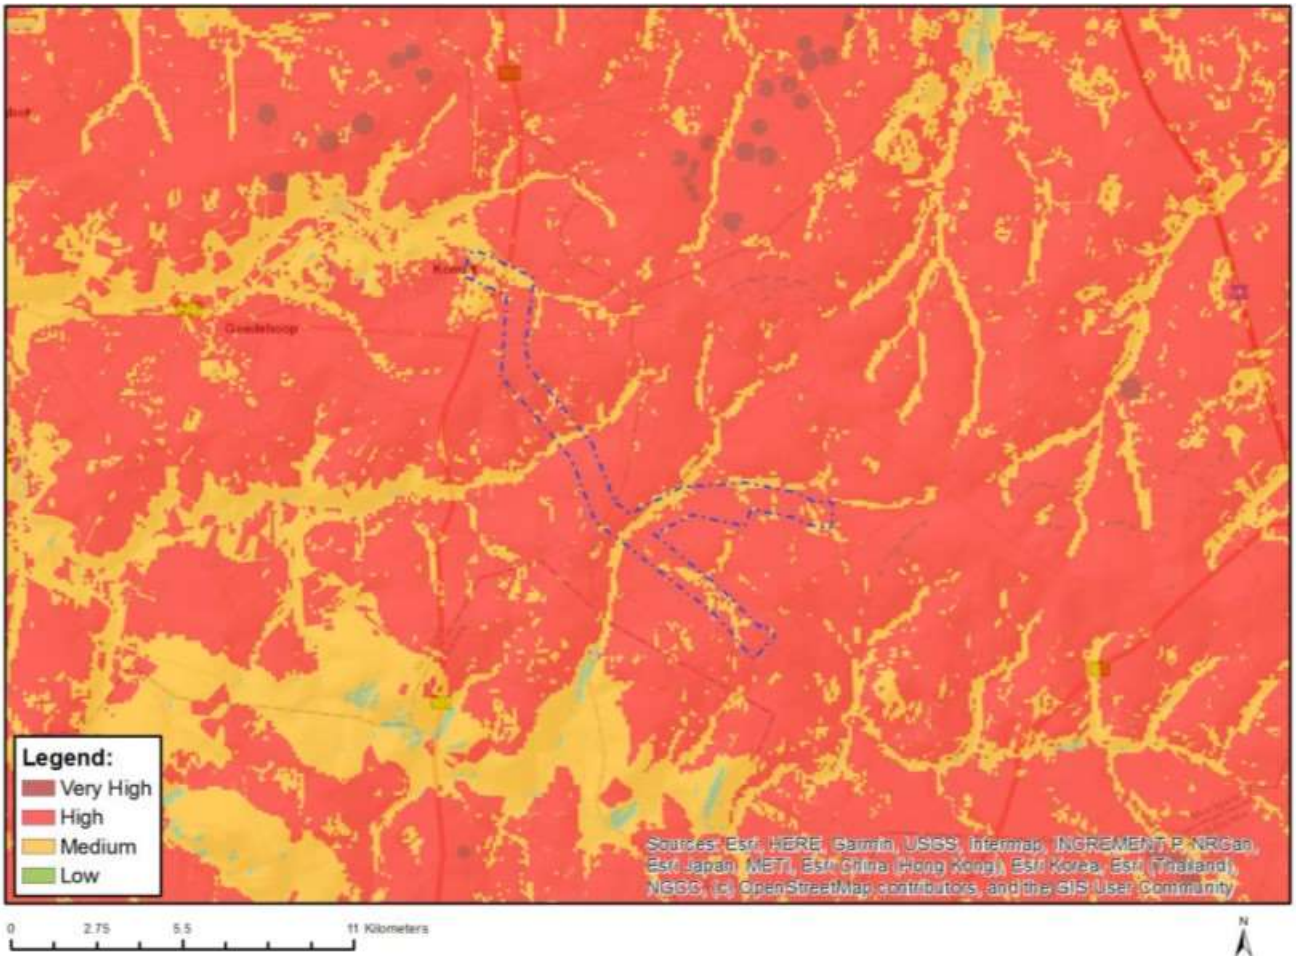 Goedehoop
Legend:
Very High
High
Medium
Low
Sources: Esri, HERE, Garmin, USGS, Intermap, INCREMENT P, NRCan,
Esri Japan, METI, Esri China (Hong Kong), Esri Korea, Esri (Thailand),
NGCC, (c) OpenStreetMap contributors, and the GIS User Community
0 2.75 5.5 11 Kilometers
N